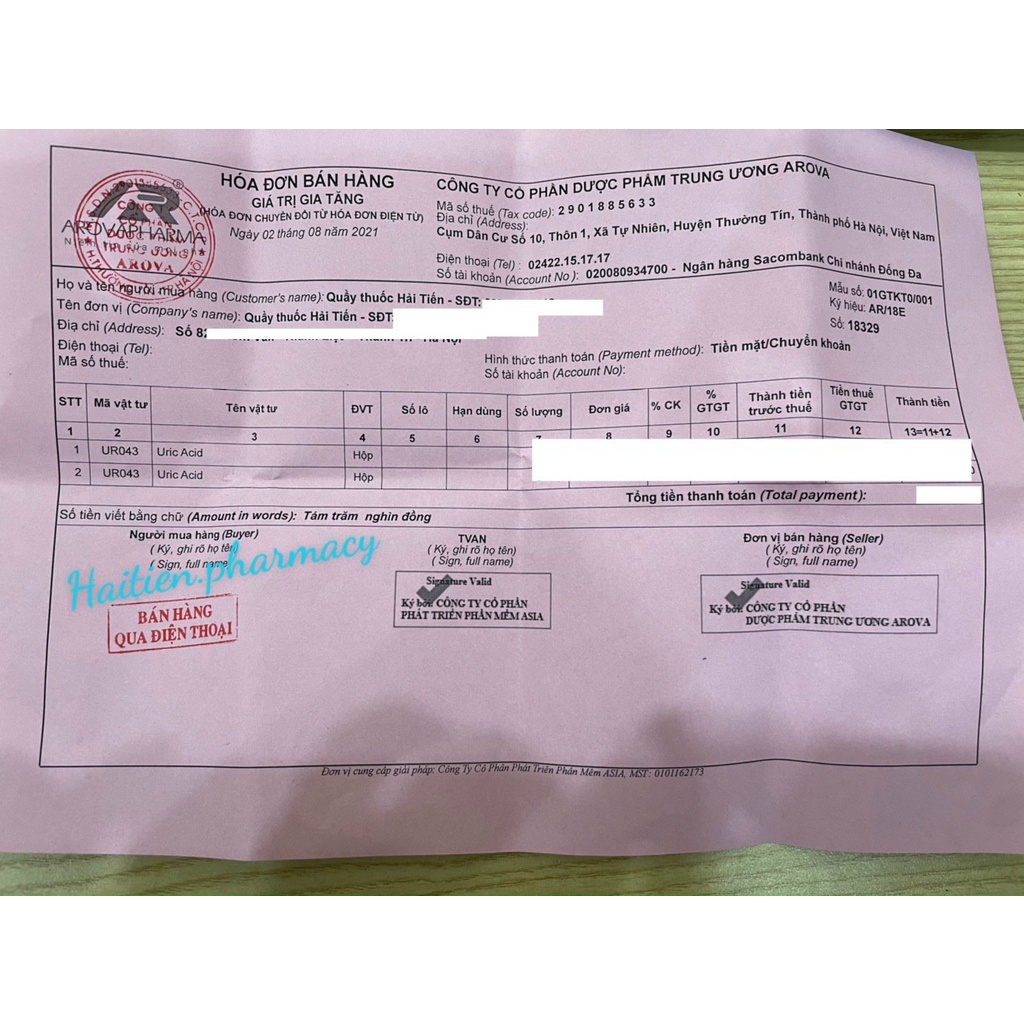 HÓA ĐƠN BÁN HÀNG
GIÁ TRỊ GIA TĂNG
(HÓA ĐƠN CHUYỂN ĐỔI TỪ HÓA ĐƠN ĐIỆN TỬ)
Ngày 02 tháng 08 năm 2021
AROVAPHARMA
TRUNG ƯƠNG
AROVA
CÔNG TY CỔ PHẦN DƯỢC PHẨM TRUNG ƯƠNG AROVA
Mã số thuế (Tax code): 2901885633
Địa chỉ (Address):
Cụm Dân Cư Số 10, Thôn 1, Xã Tự Nhiên, Huyện Thường Tín, Thành phố Hà Nội, Việt Nam
Điện thoại (Tel) : 02422.15.17.17
Số tài khoản (Account No ): 020080934700 - Ngân hàng Sacombank Chi nhánh Đống Đa
Mẫu số: 01GTKT0/001
Ký hiệu: AR/18E
Số: 18329
Họ và tên người mua hàng (Customer's name): Quầy thuốc Hải Tiến - SĐT:
Tên đơn vị (Company's name): Quầy thuốc Hải Tiến - SĐT:
Địa chỉ (Address): Số 82
Điện thoại (Tel):
Mã số thuế:
Hình thức thanh toán (Payment method): Tiền mặt/Chuyển khoản
Số tài khoản (Account No):
STT Mã vật tư Tên vật tư ĐVT Số lô Hạn dùng Số lượng Đơn giá % CK % GTGT Thành tiền trước thuế Tiền thuế GTGT Thành tiền
1 2 3 4 5 6 8 9 10 11 12 13=11+12
1 UR043 Uric Acid Hộp
2 UR043 Uric Acid Hộp
Tổng tiền thanh toán (Total payment):
Số tiền viết bằng chữ (Amount in words): Tám trăm nghìn đồng
Người mua hàng (Buyer)
( Ký, ghi rõ họ tên)
( Sign, full name)
Haitien.pharmacy
BÁN HÀNG
QUA ĐIỆN THOẠI
TVAN
( Ký, ghi rõ họ tên)
( Sign, full name)
Signature Valid
Ký bởi: CÔNG TY CỔ PHẦN
PHÁT TRIỂN PHẦN MỀM ASIA
Đơn vị bán hàng (Seller)
( Ký, ghi rõ họ tên)
( Sign, full name)
Signature Valid
Ký bởi: CÔNG TY CỔ PHẦN
DƯỢC PHẨM TRUNG ƯƠNG AROVA
Đơn vị cung cấp giải pháp: Công Ty Cổ Phần Phát Triển Phần Mềm ASIA, MST: 0101162173